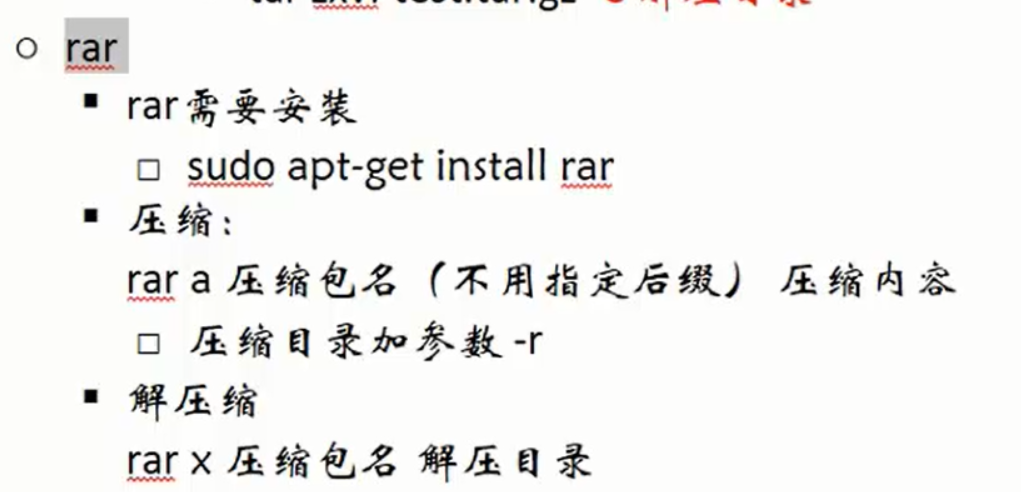 rar
rar需要安装
sudo apt-get install rar
压缩:
rar a 压缩包名(不用指定后缀) 压缩内容
压缩目录加参数 -r
解压缩
rar x 压缩包名 解压目录